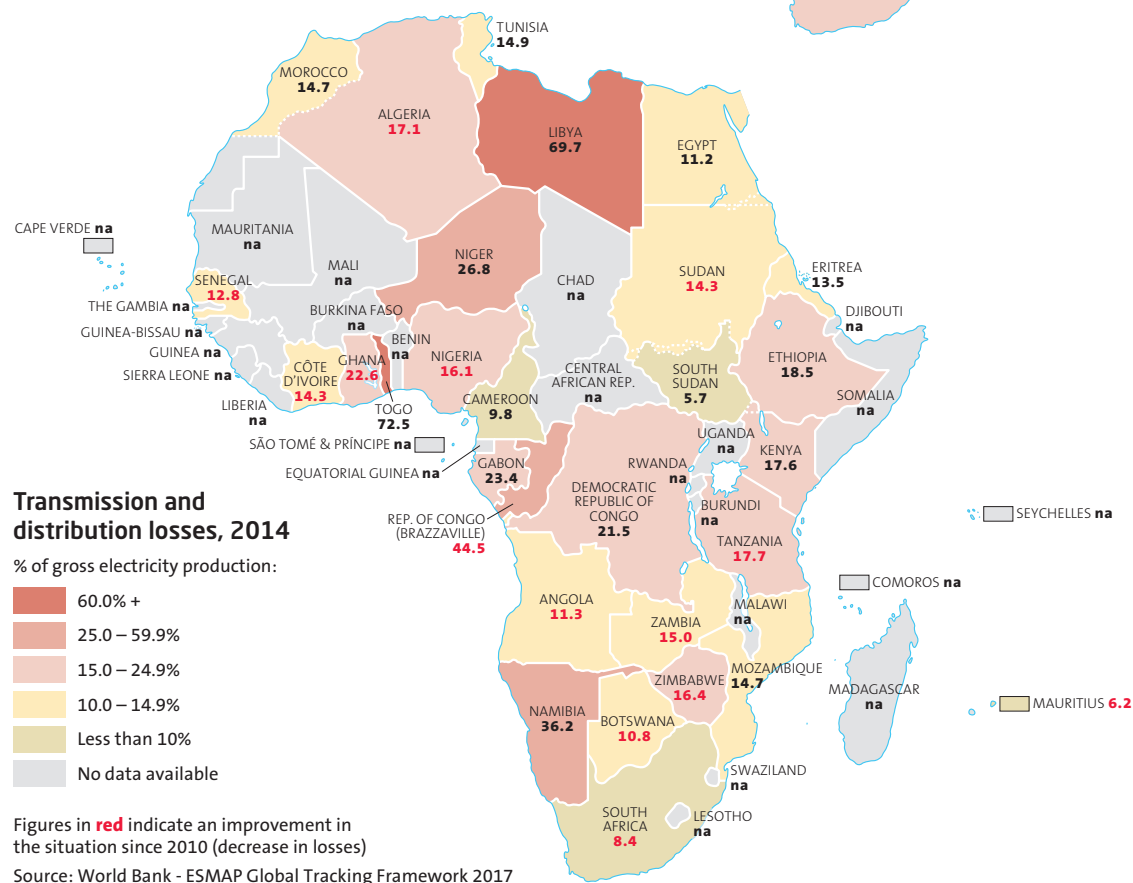 TUNISIA
14.9
MOROCCO
14.7
ALGERIA
17.1
LIBYA
69.7
EGYPT
11.2
CAPE VERDE na
MAURITANIA
na
MALI
na
NIGER
26.8
CHAD
na
SUDAN
14.3
ERITREA
13.5
SENEGAL
12.8
THE GAMBIA na
GUINEA-BISSAU na
GUINEA na
SIERRA LEONE na
LIBERIA
na
BURKINA FASO
na
CÔTE
D'IVOIRE
14.3
GHANA
22.6
TOGO
72.5
BENIN
na
NIGERIA
16.1
CAMEROON
9.8
CENTRAL
AFRICAN REP.
na
SOUTH
SUDAN
5.7
ETHIOPIA
18.5
DJIBOUTI
na
SOMALIA
na
SÃO TOMÉ & PRÍNCIPE na
EQUATORIAL GUINEA na
GABON
23.4
REP. OF CONGO
(BRAZZAVILLE)
44.5
DEMOCRATIC
REPUBLIC OF
CONGO
21.5
UGANDA
na
RWANDA
na
BURUNDI
na
KENYA
17.6
TANZANIA
17.7
SEYCHELLES na
COMOROS na
ANGOLA
11.3
ZAMBIA
15.0
MALAWI
na
MOZAMBIQUE
14.7
ZIMBABWE
16.4
MADAGASCAR
na
MAURITIUS 6.2
NAMIBIA
36.2
BOTSWANA
10.8
SWAZILAND
na
LESOTHO
na
SOUTH
AFRICA
8.4
Transmission and
distribution losses, 2014
% of gross electricity production:
60.0% +
25.0 – 59.9%
15.0 – 24.9%
10.0 – 14.9%
Less than 10%
No data available
Figures in red indicate an improvement in
the situation since 2010 (decrease in losses)
Source: World Bank - ESMAP Global Tracking Framework 2017